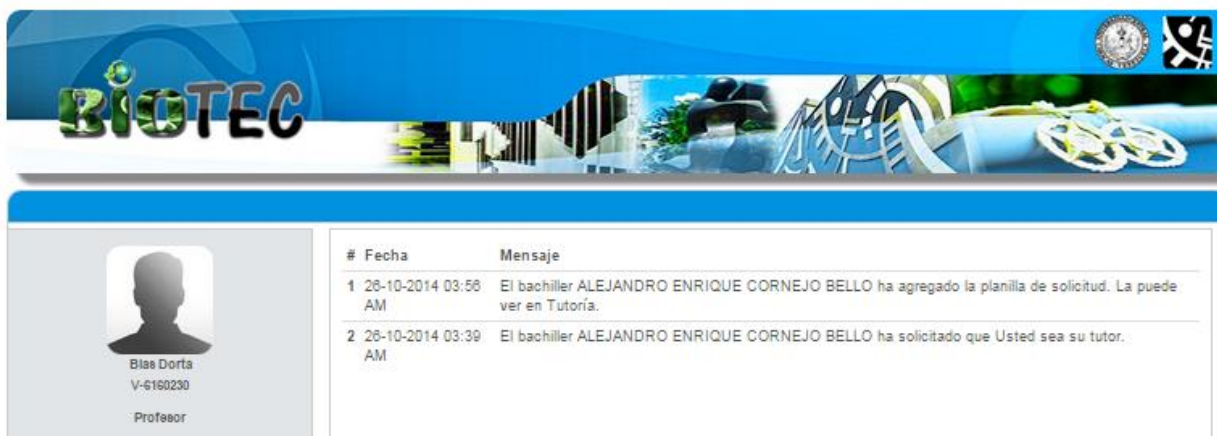 BIOTEC
Blas Dorta
V-6160230
Profesor
# Fecha Mensaje
1 26-10-2014 03:56 El bachiller ALEJANDRO ENRIQUE CORNEJO BELLO ha agregado la planilla de solicitud. La puede
AM ver en Tutoría.
2 26-10-2014 03:39 El bachiller ALEJANDRO ENRIQUE CORNEJO BELLO ha solicitado que Usted sea su tutor.
AM